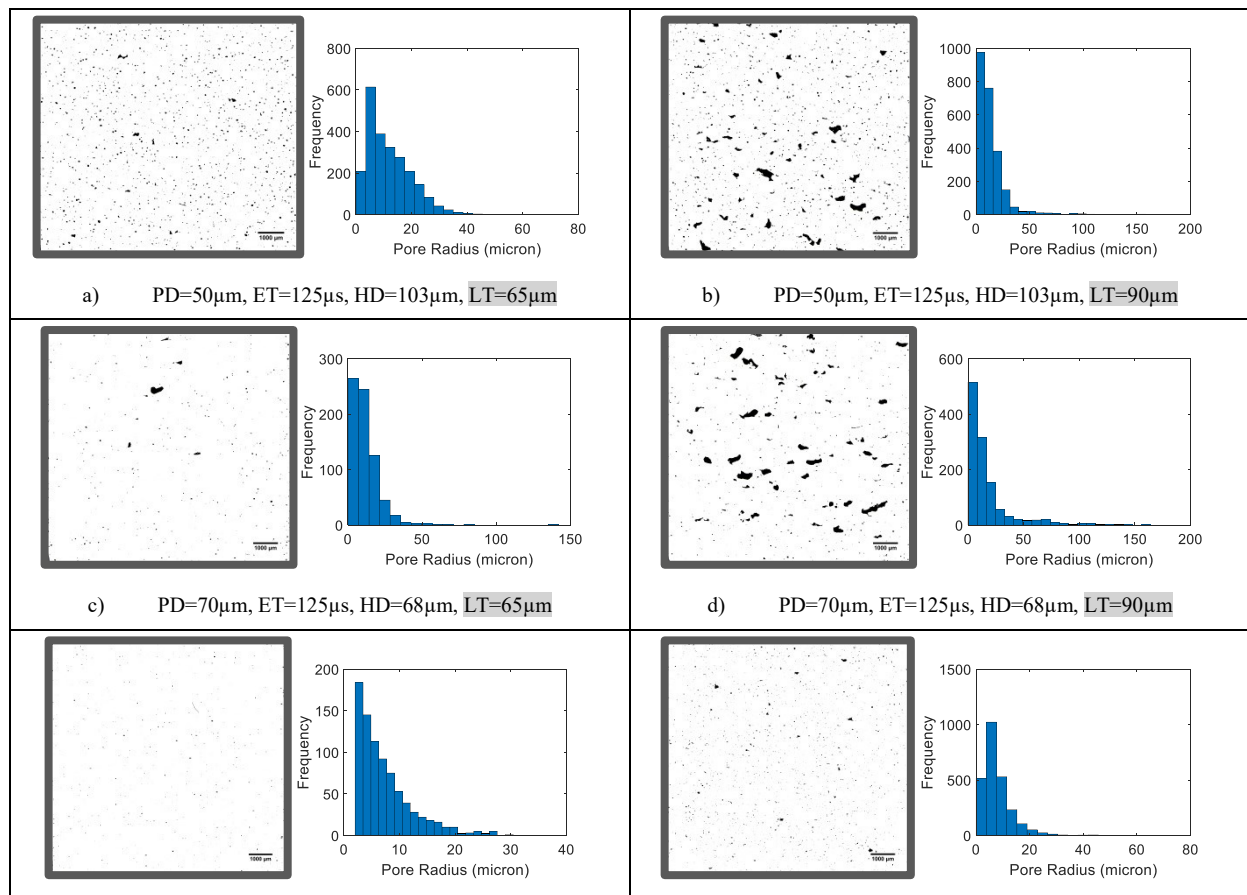 800
600
400
200
0
Frequency
0 20 40 60 80
Pore Radius (micron)
1000 µm
a) PD=50µm, ET=125µs, HD=103µm, LT=65µm
1000
800
600
400
200
0
Frequency
0 50 100 150 200
Pore Radius (micron)
1000 µm
b) PD=50µm, ET=125µs, HD=103µm, LT=90µm
300
200
100
0
Frequency
0 50 100 150
Pore Radius (micron)
1000 µm
c) PD=70µm, ET=125µs, HD=68µm, LT=65µm
600
400
200
0
Frequency
0 50 100 150 200
Pore Radius (micron)
1000 µm
d) PD=70µm, ET=125µs, HD=68µm, LT=90µm
200
150
100
50
0
Frequency
0 10 20 30 40
Pore Radius (micron)
1000 µm
1500
1000
500
0
Frequency
0 20 40 60 80
Pore Radius (micron)
1000 µm